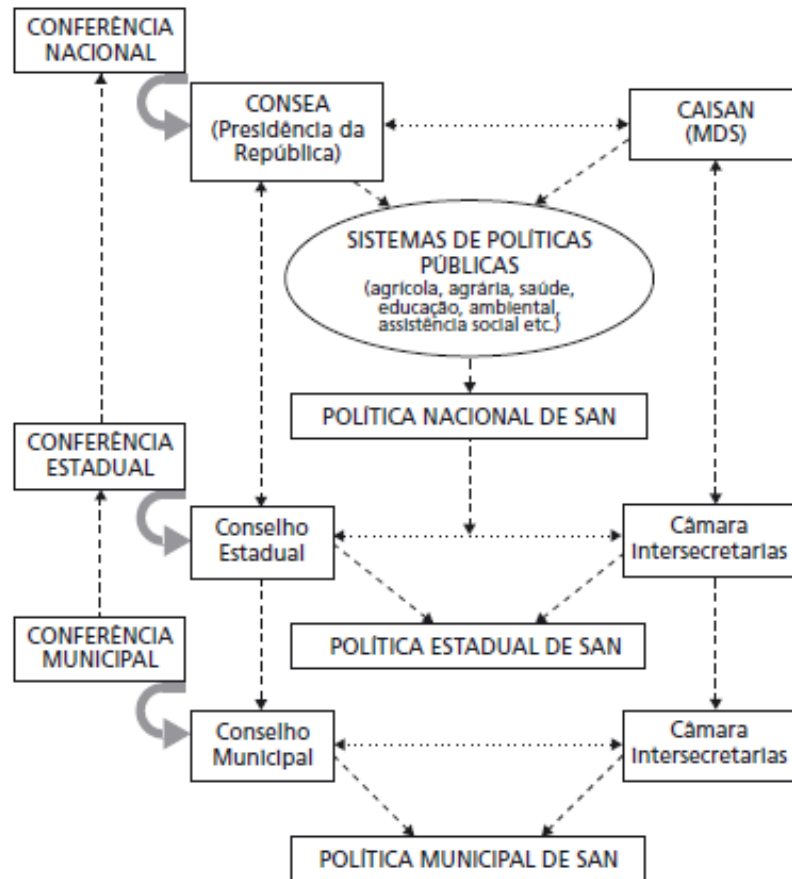 CONFERÊNCIA
NACIONAL
CONSEA
(Presidência da
República)
CAISAN
(MDS)
SISTEMAS DE POLÍTICAS
PÚBLICAS
(agrícola, agrária, saúde,
educação, ambiental,
assistência social etc.)
POLÍTICA NACIONAL DE SAN
CONFERÊNCIA
ESTADUAL
Conselho
Estadual
Câmara
Intersecretarias
POLÍTICA ESTADUAL DE SAN
CONFERÊNCIA
MUNICIPAL
Conselho
Municipal
Câmara
Intersecretarias
POLÍTICA MUNICIPAL DE SAN